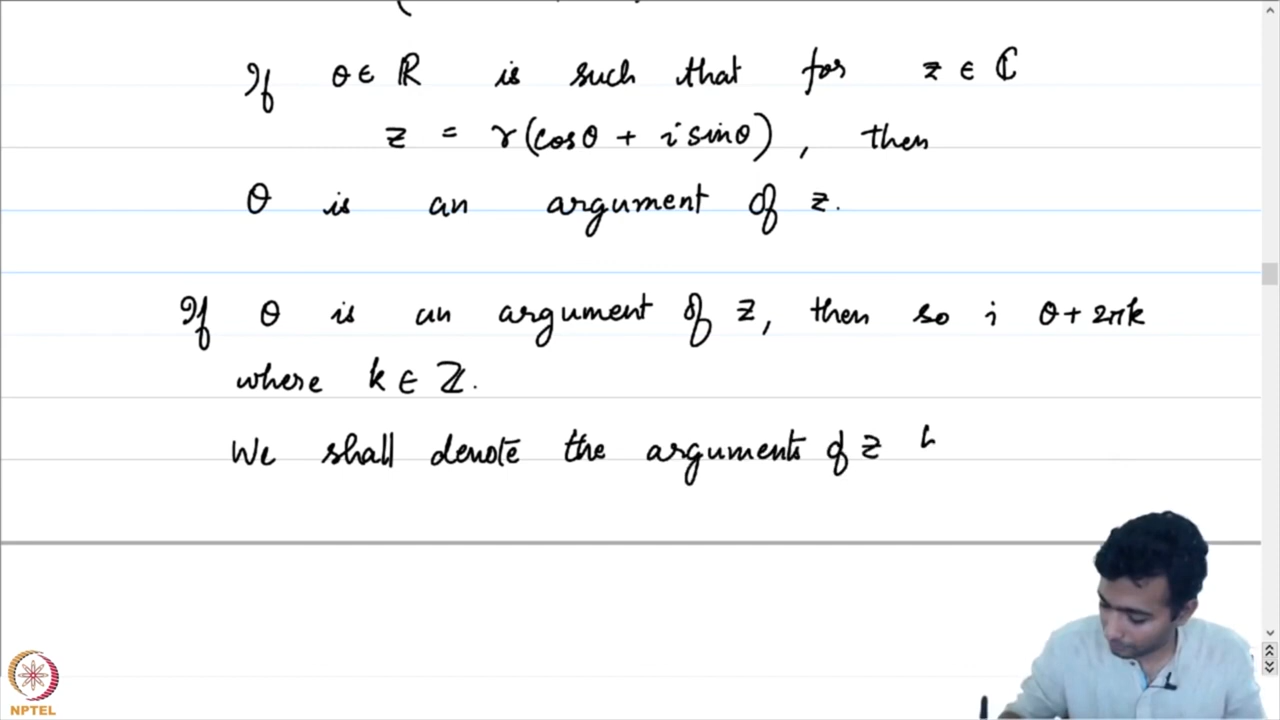 If θ ∈ ℝ is such that for z ∈ ℂ
z = r(cosθ + i sinθ), then
θ is an argument of z.
If θ is an argument of z, then so i θ + 2πk
where k ∈ ℤ.
We shall denote the arguments of z
NPTEL